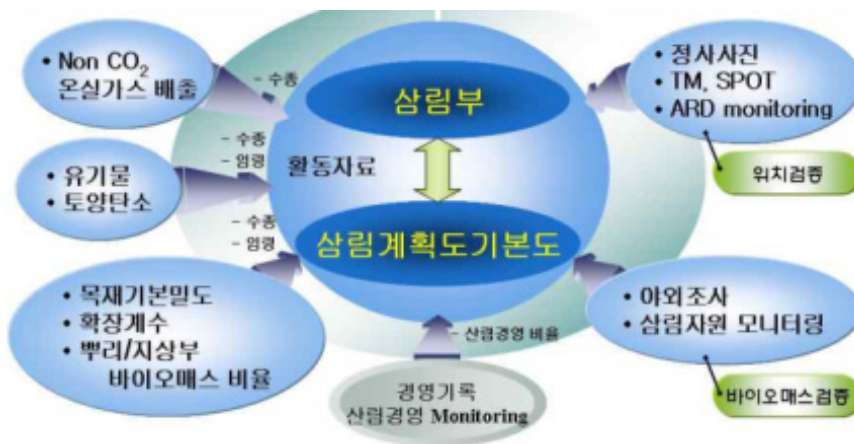 • Non CO₂
온실가스 배출
- 수종
삼림부
• 정사사진
• TM, SPOT
• ARD monitoring
위치검증
- 수종
- 임령
활동자료
• 유기물
• 토양탄소
- 수종
- 임령
삼림계획도기본도
• 목재기본밀도
• 확장계수
• 뿌리/지상부
바이오매스 비율
- 산림경영 비율
• 야외조사
• 삼림자원 모니터링
바이오매스검증
경영기록
산림경영 Monitoring